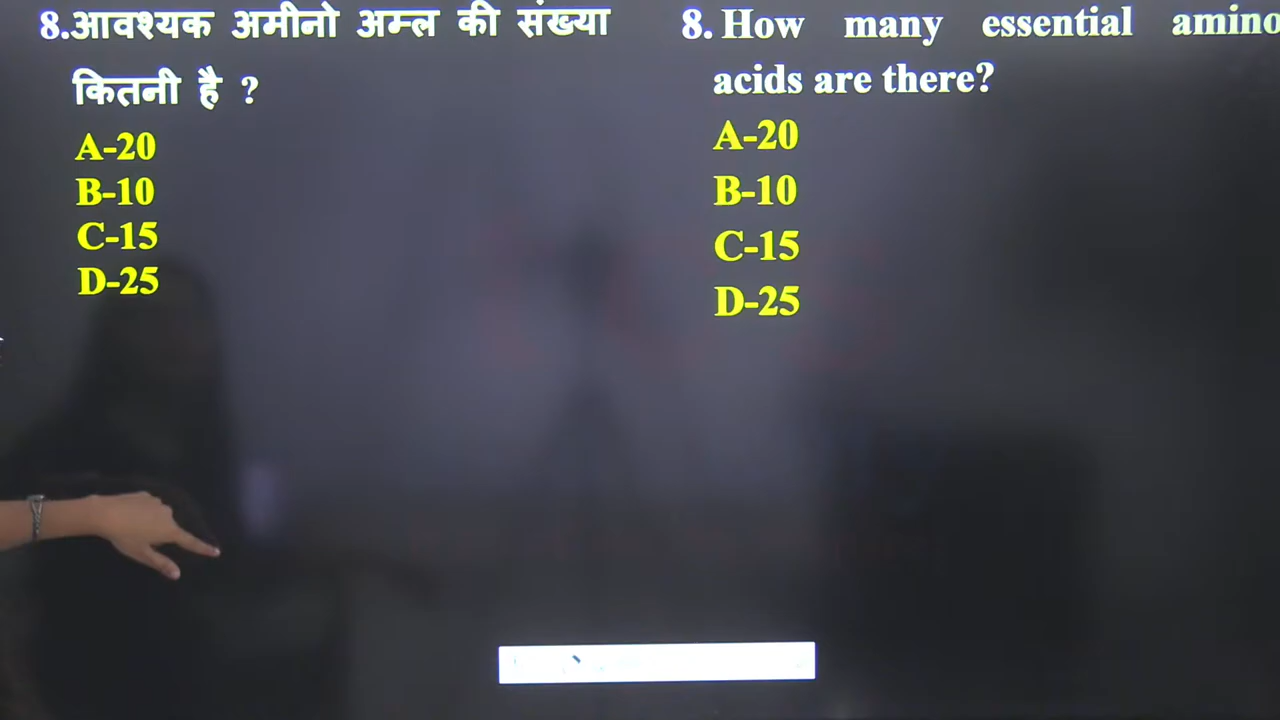 8.आवश्यक अमीनो अम्ल की संख्या
कितनी है ?
A-20
B-10
C-15
D-25
8. How many essential amino
acids are there?
A-20
B-10
C-15
D-25